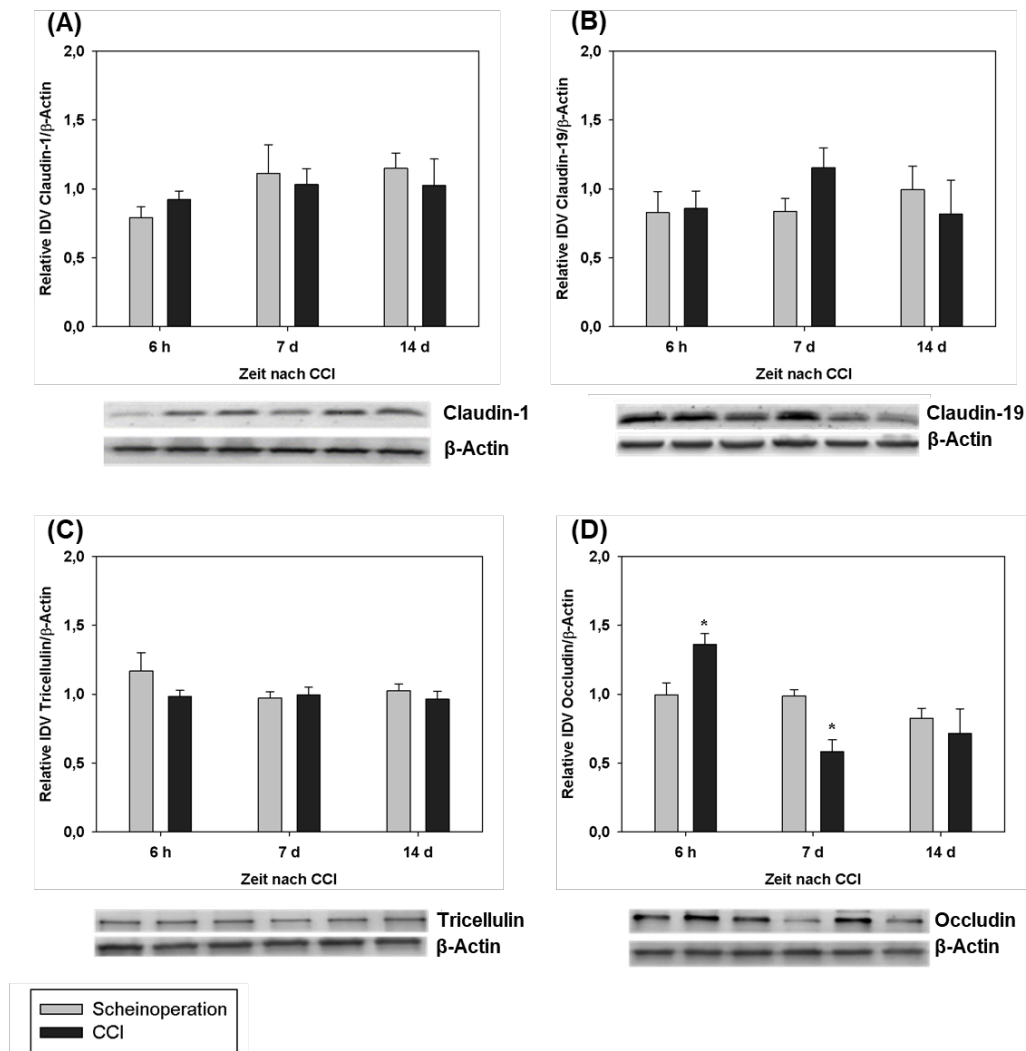 (A)
2,0
1,5
1,0
0,5
0,0
Relative IDV Claudin-1/β-Actin
6 h 7 d 14 d
Zeit nach CCI
Claudin-1
β-Actin
(B)
2,0
1,5
1,0
0,5
0,0
Relative IDV Claudin-19/β-Actin
6 h 7 d 14 d
Zeit nach CCI
Claudin-19
β-Actin
(C)
2,0
1,5
1,0
0,5
0,0
Relative IDV Tricellulin/β-Actin
6 h 7 d 14 d
Zeit nach CCI
Tricellulin
β-Actin
(D)
2,0
1,5
1,0
0,5
0,0
Relative IDV Occludin/β-Actin
*
*
6 h 7 d 14 d
Zeit nach CCI
Occludin
β-Actin
Scheinoperation
CCI